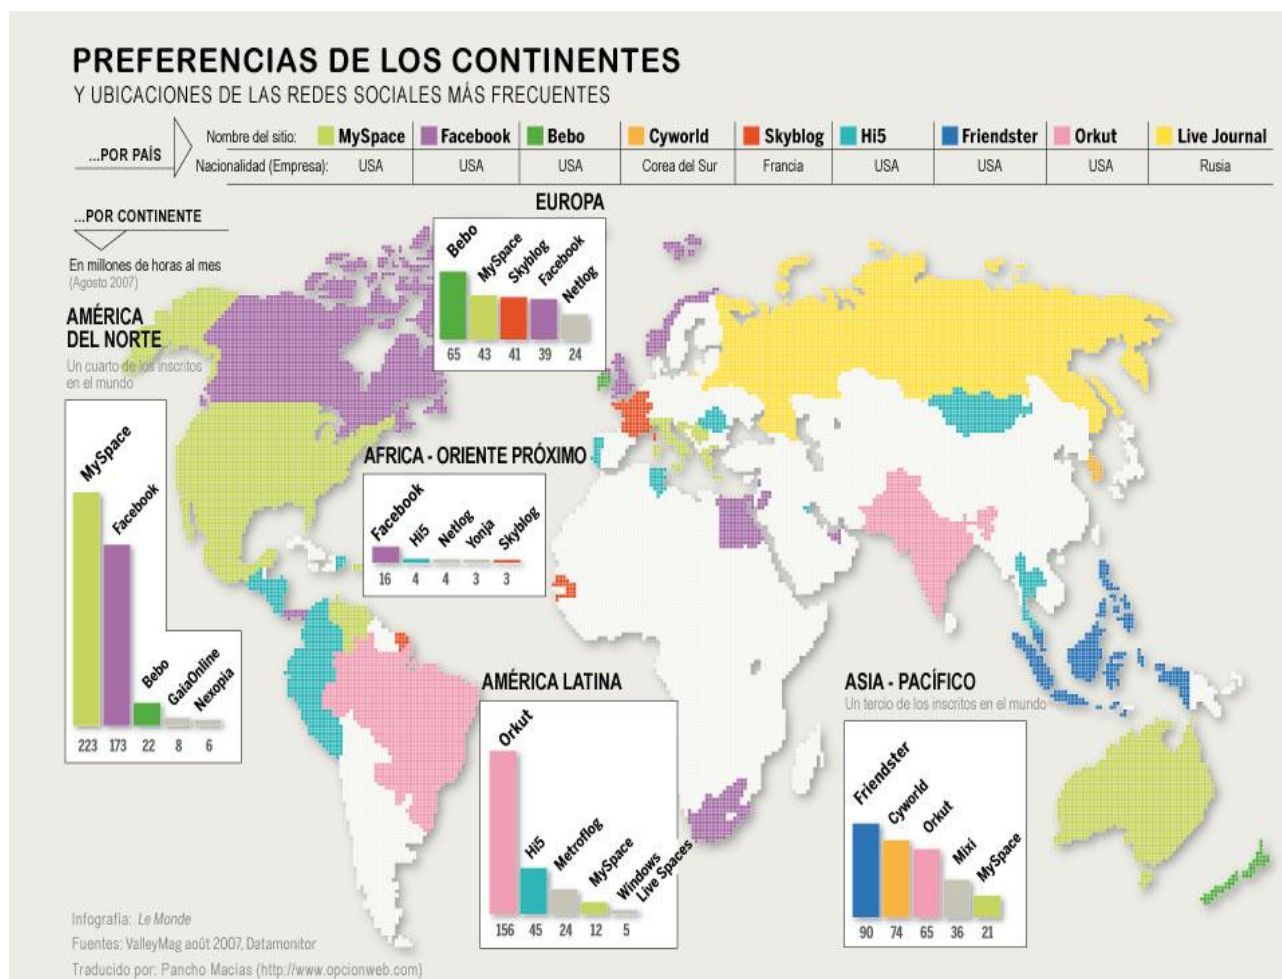 PREFERENCIAS DE LOS CONTINENTES
Y UBICACIONES DE LAS REDES SOCIALES MÁS FRECUENTES
...POR PAÍS
Nombre del sitio: MySpace Facebook Bebo Cyworld Skyblog Hi5 Friendster Orkut Live Journal
Nacionalidad (Empresa): USA USA USA Corea del Sur Francia USA USA USA Rusia
...POR CONTINENTE
En millones de horas al mes
(Agosto 2007)
AMÉRICA
DEL NORTE
Un cuarto de los inscritos
en el mundo
MySpace
Facebook
Bebo
GaiaOnline
Nexopia
223 173 22 8 6
EUROPA
Bebo
MySpace
Skyblog
Facebook
Netlog
65 43 41 39 24
AFRICA - ORIENTE PRÓXIMO
Facebook
Hi5
Netlog
Yonja
Skyblog
16 4 4 3 3
AMÉRICA LATINA
Orkut
Hi5
Metroflog
MySpace
Windows
Live Spaces
156 45 24 12 5
ASIA - PACÍFICO
Un tercio de los inscritos en el mundo
Friendster
Cyworld
Orkut
Mixi
MySpace
90 74 65 36 21
Infografia: Le Monde
Fuentes: ValleyMag août 2007, Datamonitor
Traducido por: Pancho Macías (http://www.opcionweb.com)